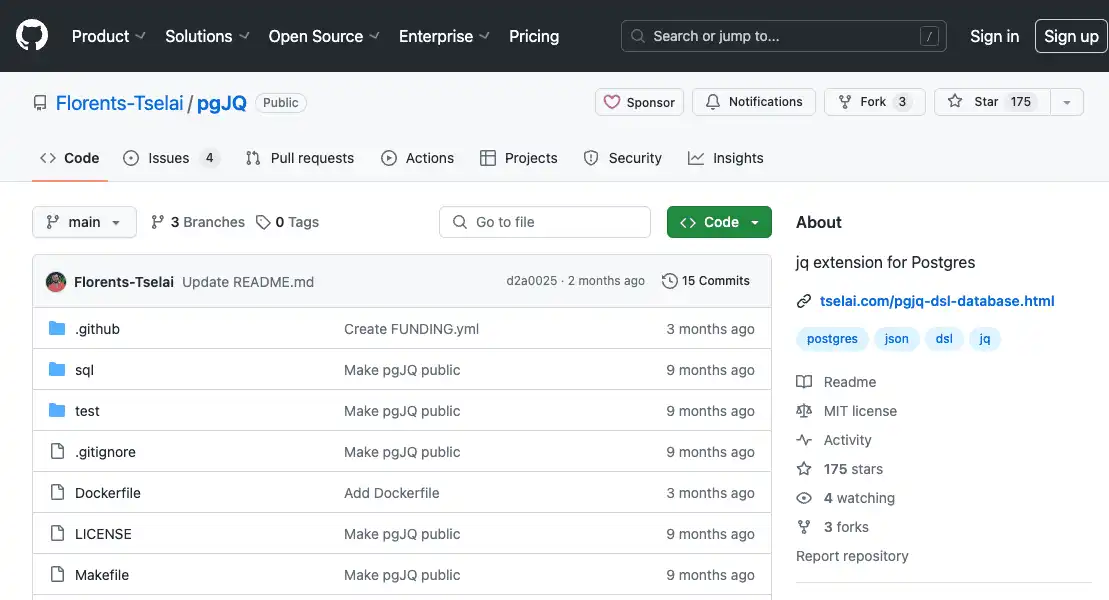 Product Solutions Open Source Enterprise Pricing Search or jump to... / Sign in Sign up
Florents-Tselai / pgJQ Public Sponsor Notifications Fork 3 Star 175
Code Issues 4 Pull requests Actions Projects Security Insights
main 3 Branches 0 Tags Go to file Code
Florents-Tselai Update README.md d2a0025 · 2 months ago 15 Commits
.github Create FUNDING.yml 3 months ago
sql Make pgJQ public 9 months ago
test Make pgJQ public 9 months ago
.gitignore Make pgJQ public 9 months ago
Dockerfile Add Dockerfile 3 months ago
LICENSE Make pgJQ public 9 months ago
Makefile Make pgJQ public 9 months ago
About
jq extension for Postgres
tselai.com/pgjq-dsl-database.html
postgres json dsl jq
Readme
MIT license
Activity
175 stars
4 watching
3 forks
Report repository